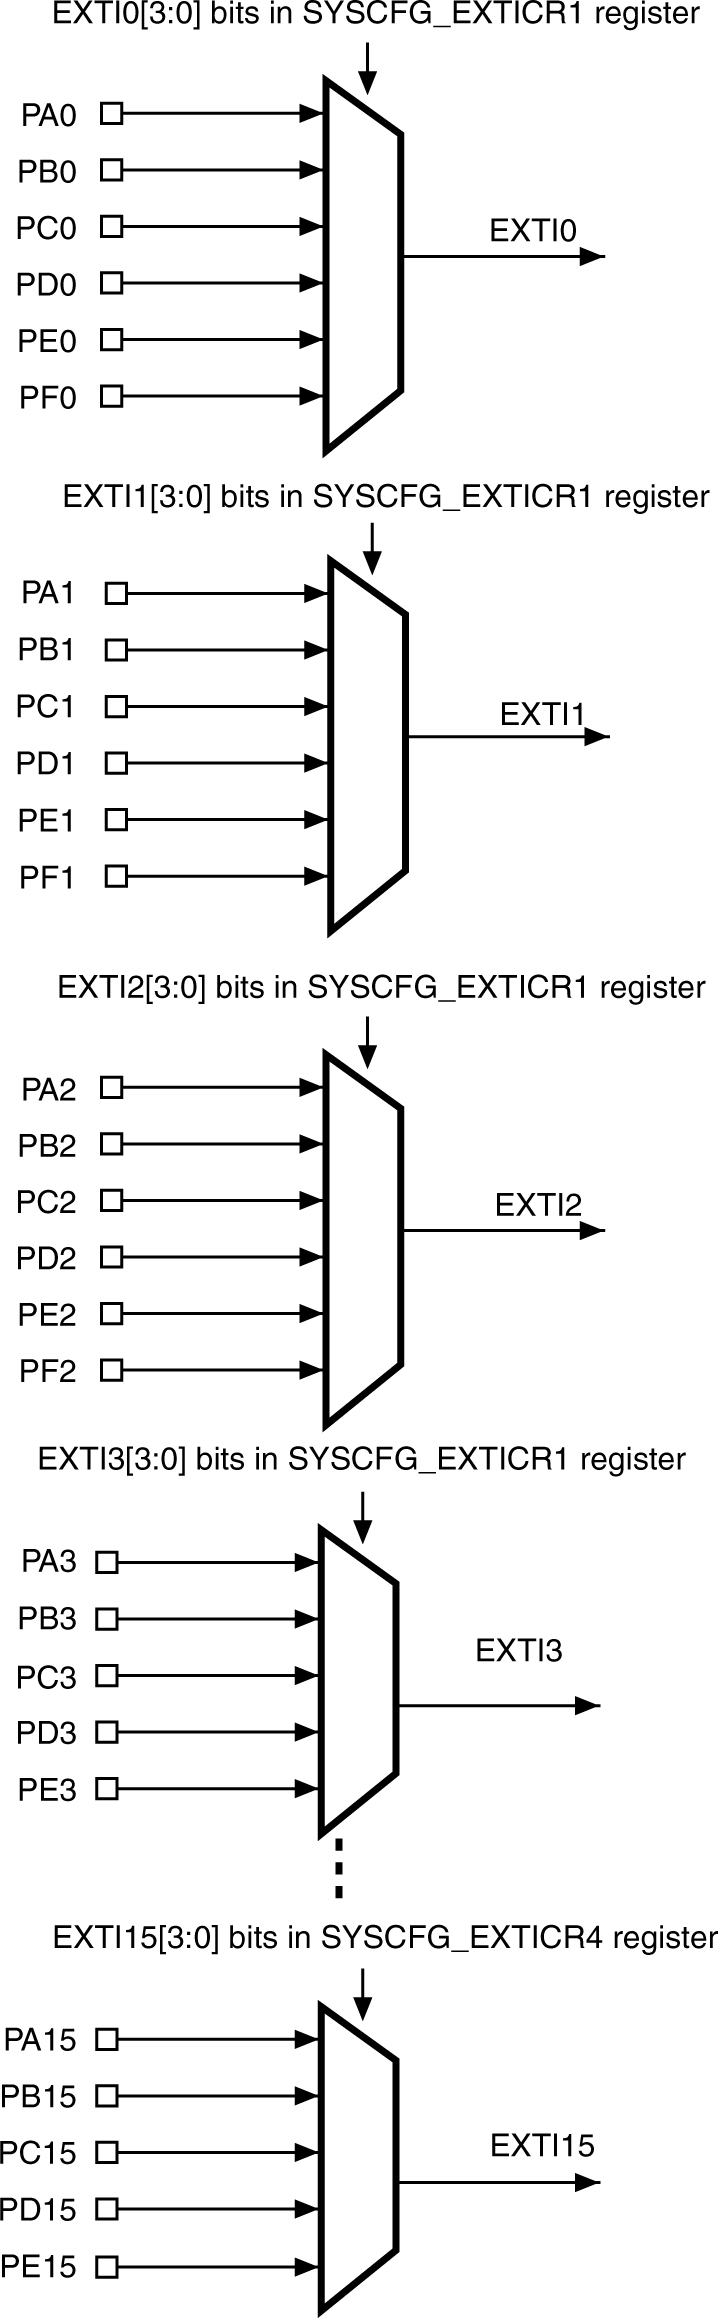 EXTI0[3:0] bits in SYSCFG_EXTICR1 register
PA0
PB0
PC0
PD0
PE0
PF0
EXTI0
EXTI1[3:0] bits in SYSCFG_EXTICR1 register
PA1
PB1
PC1
PD1
PE1
PF1
EXTI1
EXTI2[3:0] bits in SYSCFG_EXTICR1 register
PA2
PB2
PC2
PD2
PE2
PF2
EXTI2
EXTI3[3:0] bits in SYSCFG_EXTICR1 register
PA3
PB3
PC3
PD3
PE3
EXTI3
EXTI15[3:0] bits in SYSCFG_EXTICR4 register
PA15
PB15
PC15
PD15
PE15
EXTI15